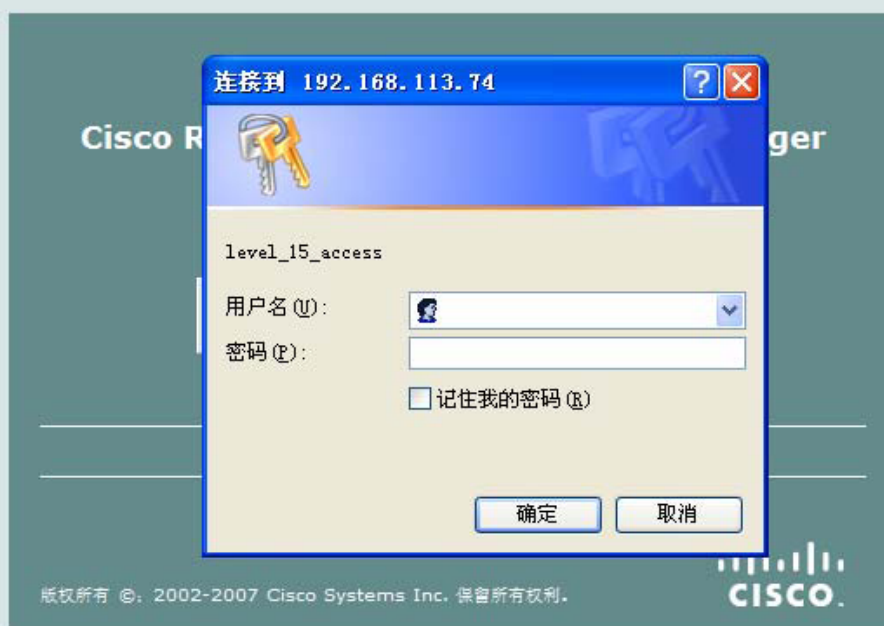 连接到 192.168.113.74
Cisco R
ger
level_15_access
用户名(U):
密码(P):
记住我的密码(R)
确定
取消
版权所有 ©, 2002-2007 Cisco Systems Inc. 保留所有权利.
CISCO.